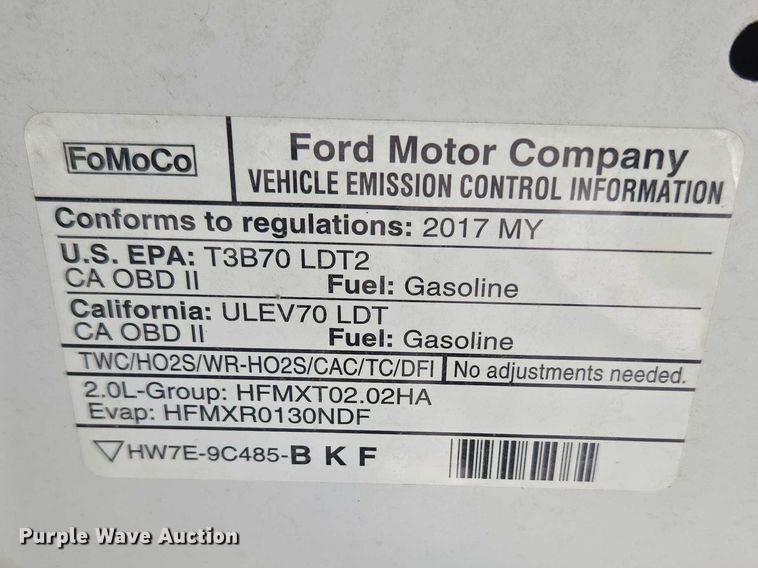 FoMoCo
Ford Motor Company
VEHICLE EMISSION CONTROL INFORMATION
Conforms to regulations: 2017 MY
U.S. EPA: T3B70 LDT2
CA OBD II Fuel: Gasoline
California: ULEV70 LDT
CA OBD II Fuel: Gasoline
TWC/HO2S/WR-HO2S/CAC/TC/DFI No adjustments needed.
2.0L-Group: HFMXT02.02HA
Evap: HFMXR0130NDF
HW7E-9C485-B K F
Purple Wave Auction